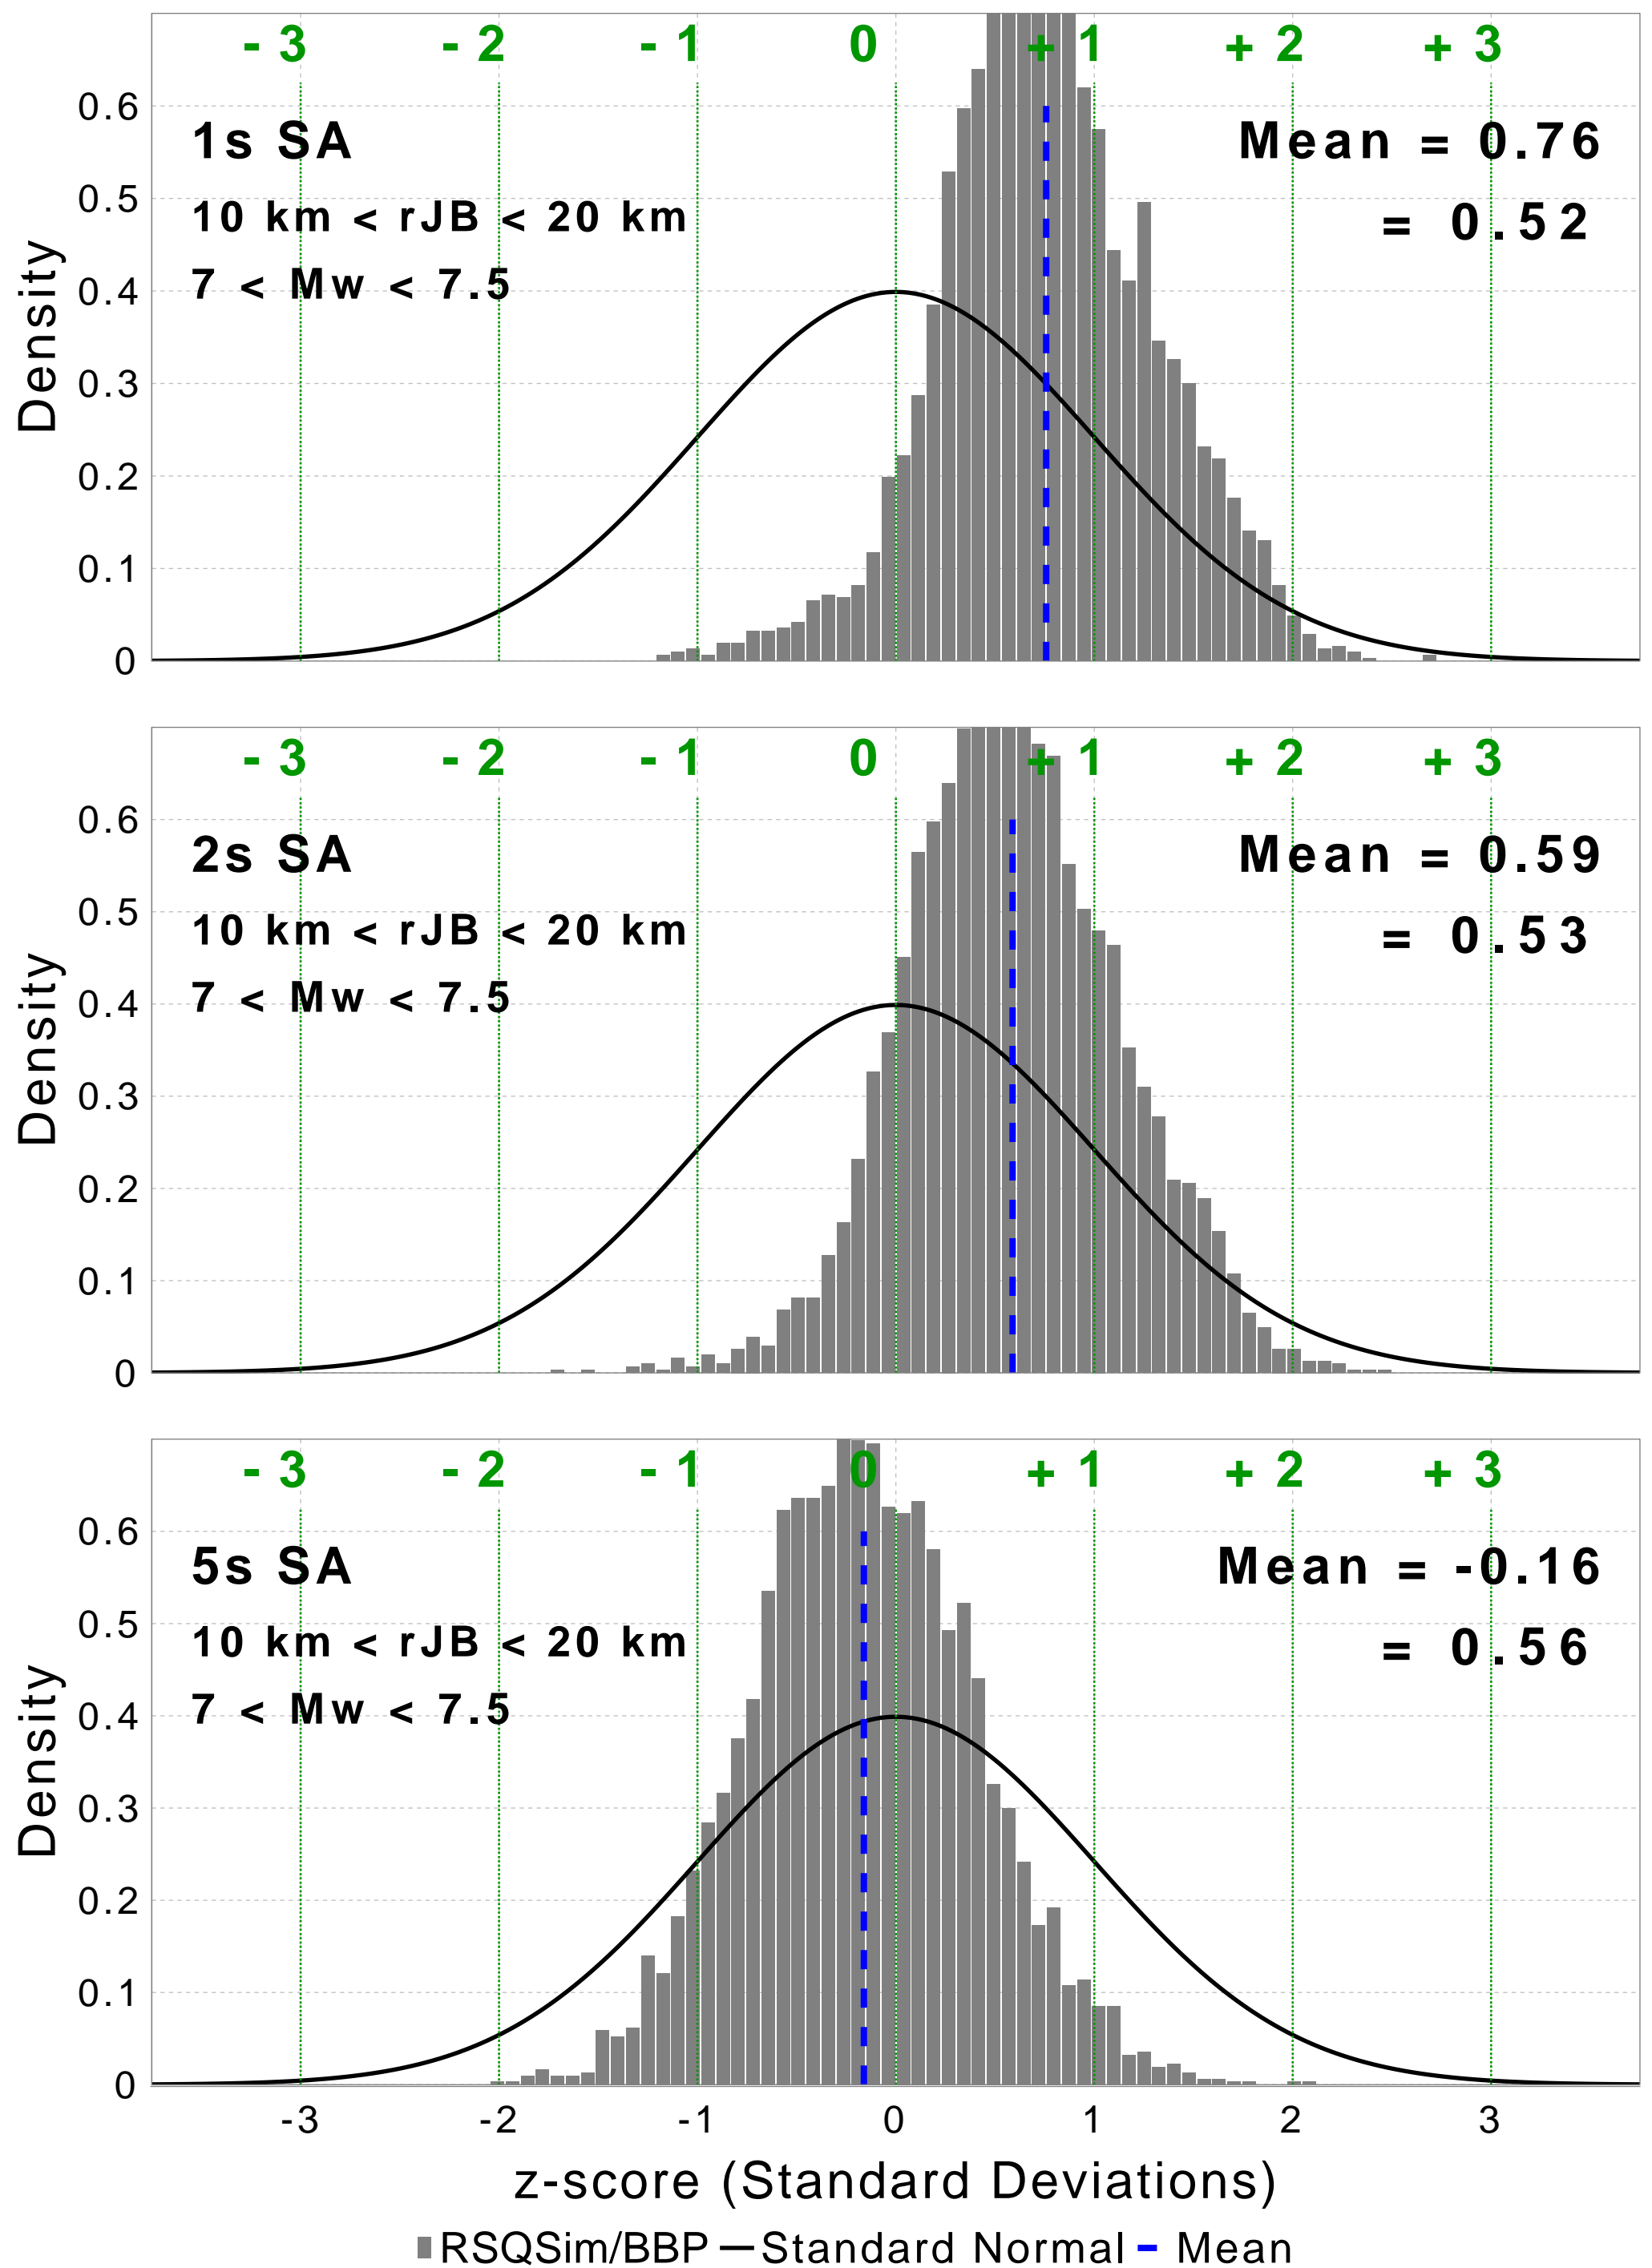 - 3 - 2 - 1 0 + 1 + 2 + 3
0.6
1s SA Mean = 0.76
0.5
10 km < rJB < 20 km = 0.52
7 < Mw < 7.5
0.4
0.3
0.2
0.1
0
Density
- 3 - 2 - 1 0 + 1 + 2 + 3
0.6
2s SA Mean = 0.59
0.5
10 km < rJB < 20 km = 0.53
7 < Mw < 7.5
0.4
0.3
0.2
0.1
0
Density
- 3 - 2 - 1 0 + 1 + 2 + 3
0.6
5s SA Mean = -0.16
0.5
10 km < rJB < 20 km = 0.56
7 < Mw < 7.5
0.4
0.3
0.2
0.1
0
Density
-3 -2 -1 0 1 2 3
z-score (Standard Deviations)
RSQSim/BBP Standard Normal Mean